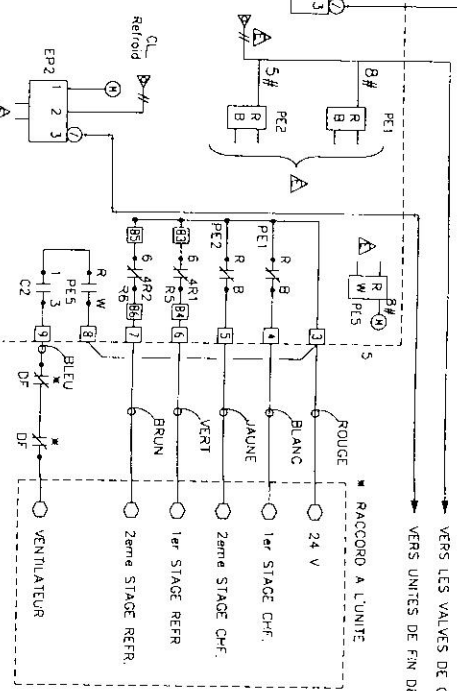 3
VERS LES VALVES DE
VERS UNITES DE FIN
CL
Refroid
5#
8#
PE2
PE1
R
B
R
B
EP2
1
2
3
M
8#
R
W
PE5
M
5
PE1
R
B
4
BLANC
1er STAGE CHF.
3
ROUGE
24 V
* RACCORD A L'UNITE
PE2
R
B
5
JAUNE
2eme STAGE CHF.
B3
6
4R1
R5
B4
6
VERT
1er STAGE REFR
B5
6
4R2
R6
B6
7
BRUN
2eme STAGE REFR.
R
W
PE5
8
1
3
C2
9
BLEU
*
DF
*
DF
VENTILATEUR